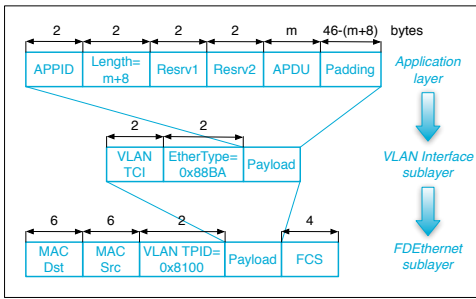 2 2 2 2 m 46-(m+8) bytes
APPID Length= m+8 Resrv1 Resrv2 APDU Padding
Application layer
2 2
VLAN TCI EtherType= 0x88BA Payload
VLAN Interface sublayer
6 6 2 4
MAC Dst MAC Src VLAN TPID= 0x8100 Payload FCS
FDEthernet sublayer